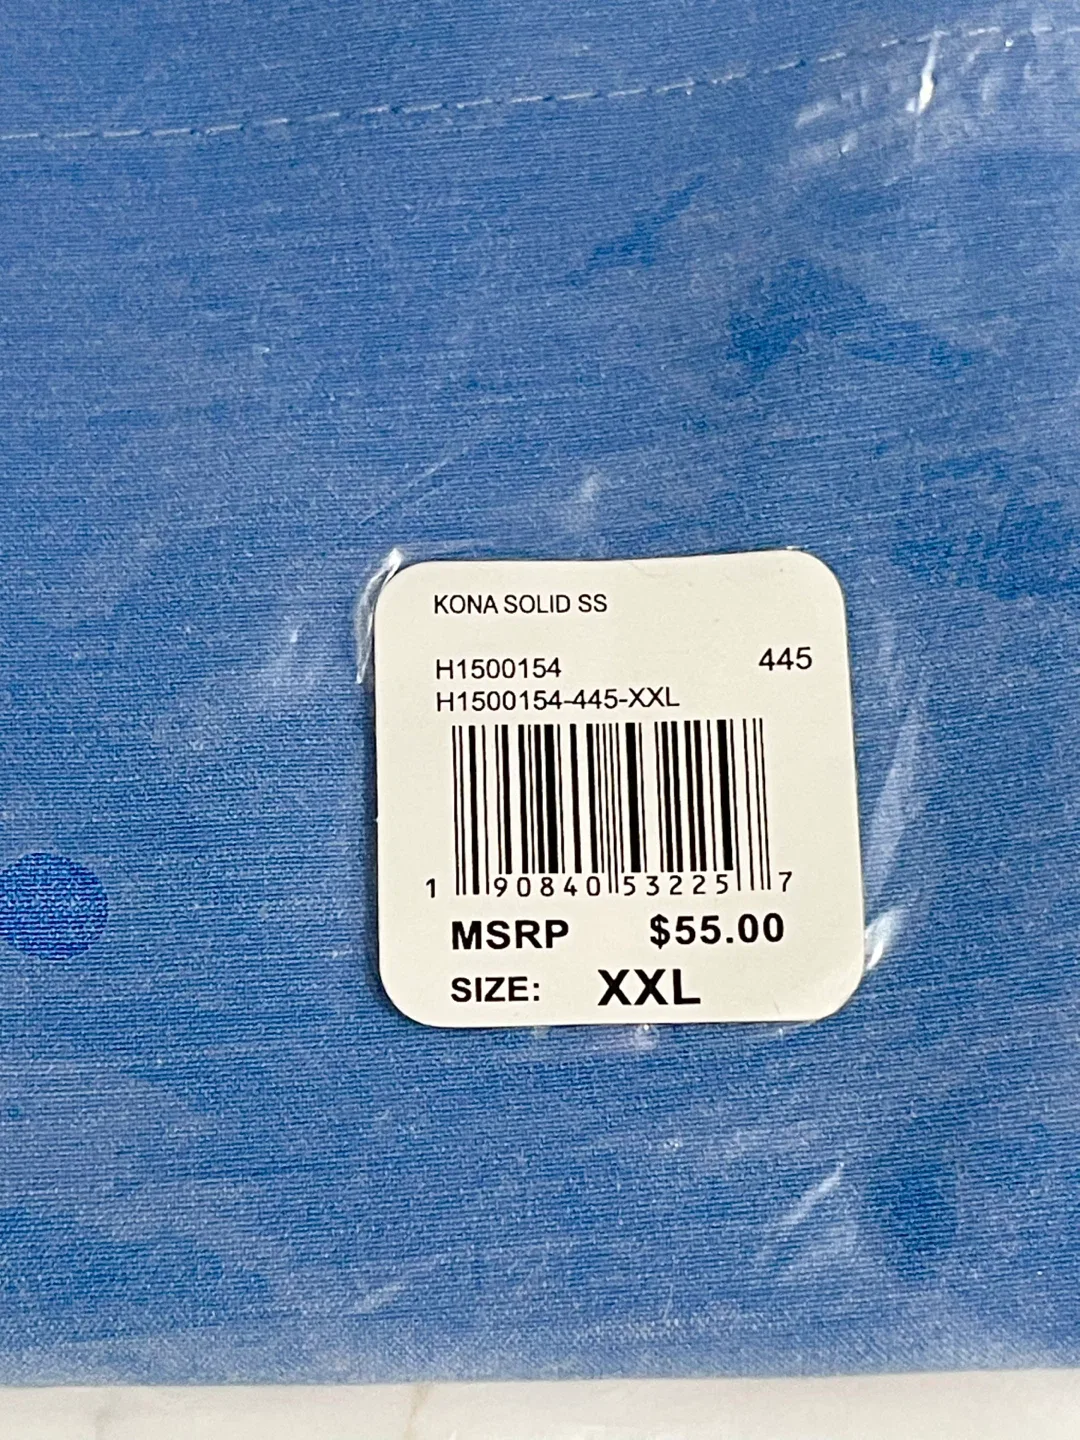 KONA SOLID SS
H1500154 445
H1500154-445-XXL
1 90840 53225 7
MSRP $55.00
SIZE: XXL